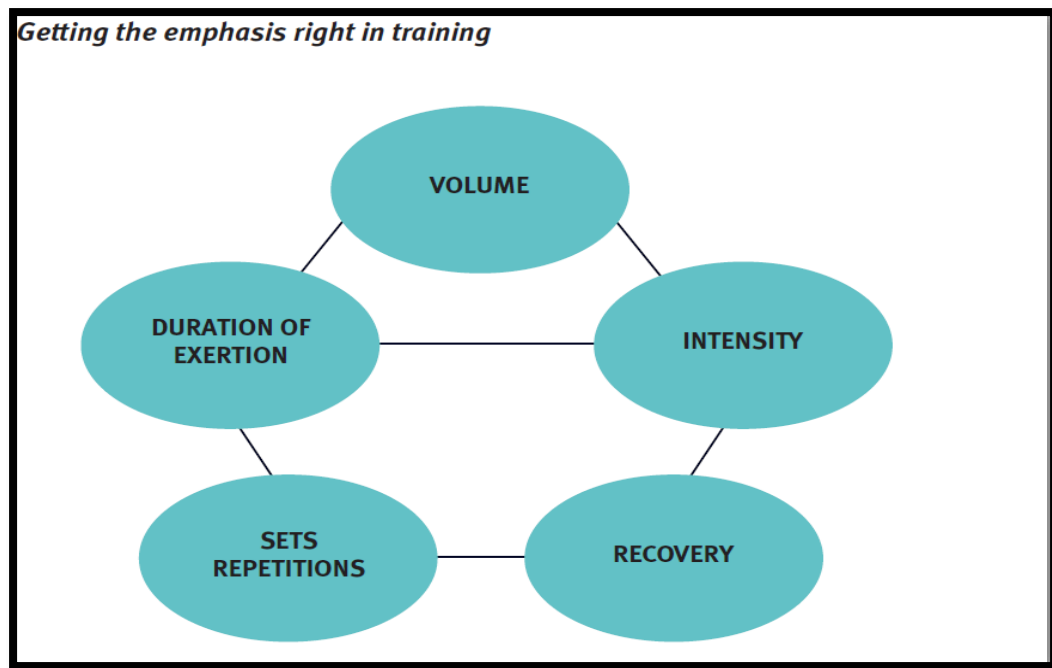 Getting the emphasis right in training
VOLUME
DURATION OF
EXERTION
INTENSITY
SETS
REPETITIONS
RECOVERY